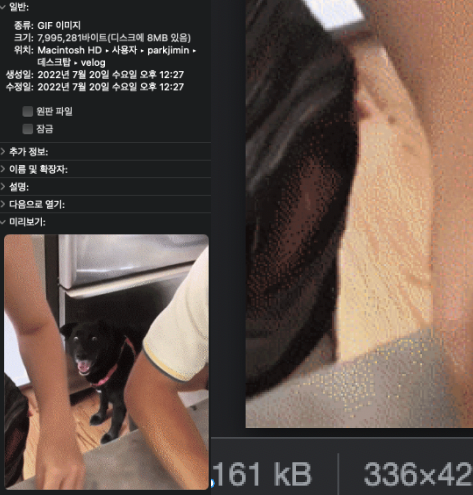 일반:
종류: GIF 이미지
크기: 7,995,281바이트(디스크에 8MB 있음)
위치: Macintosh HD ▸ 사용자 ▸ parkjimin ▸
데스크탑 ▸ velog
생성일: 2022년 7월 20일 수요일 오후 12:27
수정일: 2022년 7월 20일 수요일 오후 12:27
원판 파일
잠금
추가 정보:
이름 및 확장자:
설명:
다음으로 열기:
미리보기:
161 kB
336×42